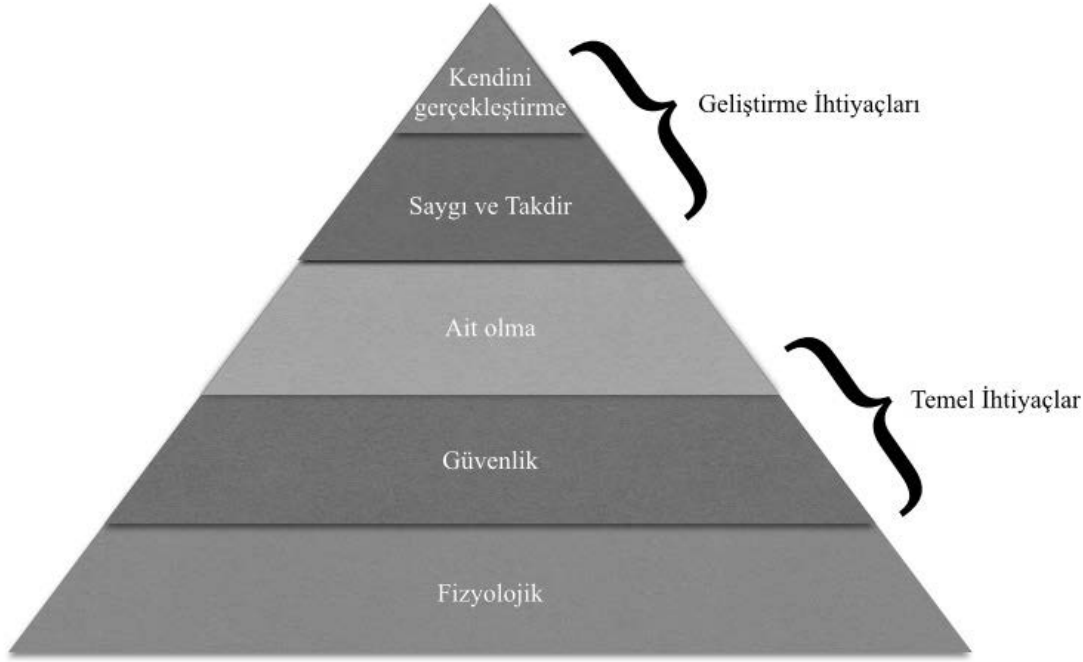 Kendini
gerçekleştirme
Geliştirme İhtiyaçları
Saygı ve Takdir
Ait olma
Temel İhtiyaçlar
Güvenlik
Fizyolojik